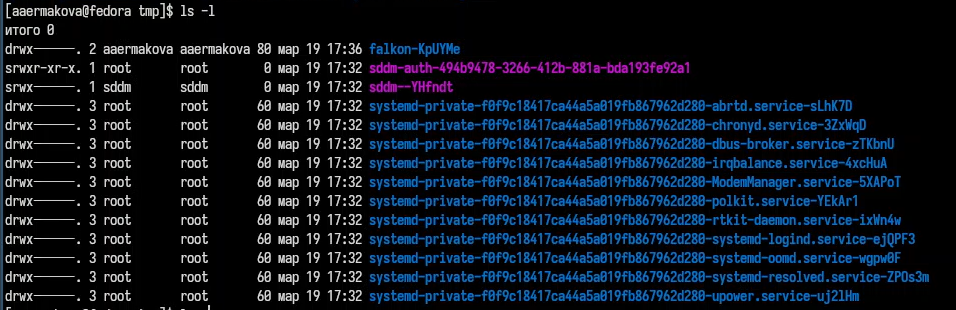 [aaermakova@fedora tmp]$ ls -l
итого 0
drwx------. 2 aaermakova aaermakova 80 мар 19 17:36 falkon-KpUYMe
srwxr-xr-x. 1 root       root        0 мар 19 17:32 sddm-auth-494b9478-3266-412b-881a-bda193fe92a1
srwx------. 1 sddm       sddm        0 мар 19 17:32 sddm--YHfndt
drwx------. 3 root       root       60 мар 19 17:32 systemd-private-f0f9c18417ca44a5a019fb867962d280-abrtd.service-sLhK7D
drwx------. 3 root       root       60 мар 19 17:32 systemd-private-f0f9c18417ca44a5a019fb867962d280-chronyd.service-3ZxWqD
drwx------. 3 root       root       60 мар 19 17:32 systemd-private-f0f9c18417ca44a5a019fb867962d280-dbus-broker.service-zTKbnU
drwx------. 3 root       root       60 мар 19 17:32 systemd-private-f0f9c18417ca44a5a019fb867962d280-irqbalance.service-4xcHuA
drwx------. 3 root       root       60 мар 19 17:32 systemd-private-f0f9c18417ca44a5a019fb867962d280-ModemManager.service-5XAPoT
drwx------. 3 root       root       60 мар 19 17:32 systemd-private-f0f9c18417ca44a5a019fb867962d280-polkit.service-YEkAr1
drwx------. 3 root       root       60 мар 19 17:32 systemd-private-f0f9c18417ca44a5a019fb867962d280-rtkit-daemon.service-ixWn4w
drwx------. 3 root       root       60 мар 19 17:32 systemd-private-f0f9c18417ca44a5a019fb867962d280-systemd-logind.service-ejQPF3
drwx------. 3 root       root       60 мар 19 17:32 systemd-private-f0f9c18417ca44a5a019fb867962d280-systemd-oomd.service-wgpw0F
drwx------. 3 root       root       60 мар 19 17:32 systemd-private-f0f9c18417ca44a5a019fb867962d280-systemd-resolved.service-ZPOs3m
drwx------. 3 root       root       60 мар 19 17:32 systemd-private-f0f9c18417ca44a5a019fb867962d280-upower.service-uj2lHm